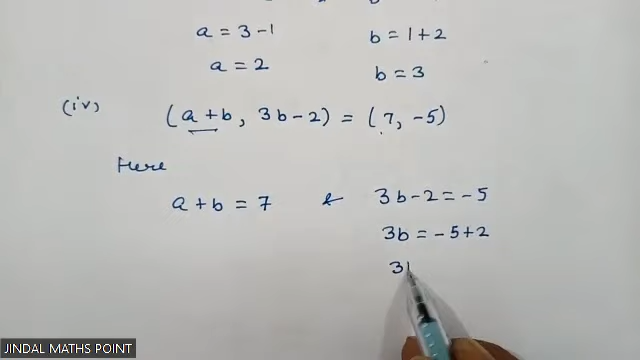 a = 3 - 1 b = 1 + 2
a = 2 b = 3
(iv) (a + b, 3b - 2) = (7, -5)
Here
a + b = 7 & 3b - 2 = -5
3b = -5 + 2
3b
JINDAL MATHS POINT